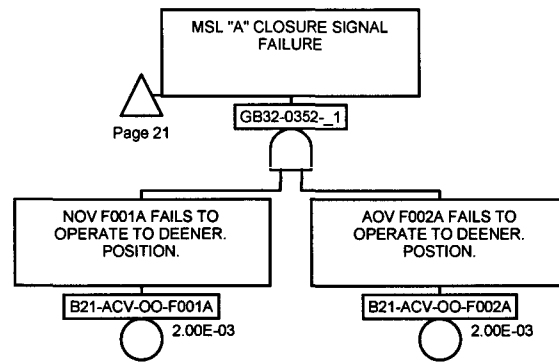 MSL "A" CLOSURE SIGNAL
FAILURE
Page 21
GB32-0352-_1
NOV F001A FAILS TO
OPERATE TO DEENER.
POSITION.
AOV F002A FAILS TO
OPERATE TO DEENER.
POSTION.
B21-ACV-OO-F001A
B21-ACV-OO-F002A
2.00E-03
2.00E-03